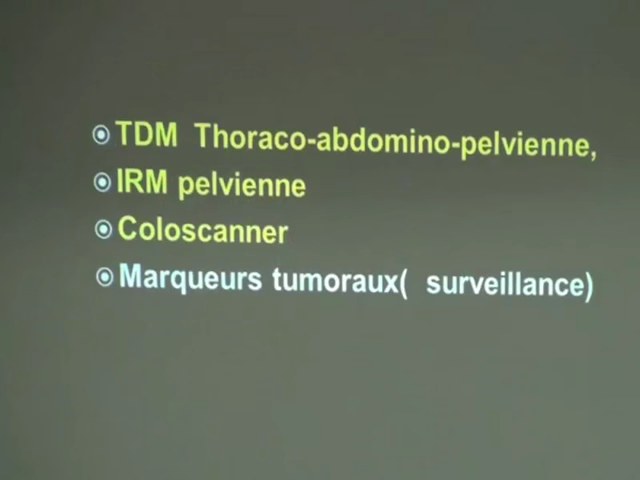 TDM Thoraco-abdomino-pelvienne,
IRM pelvienne
Coloscanner
Marqueurs tumoraux( surveillance)